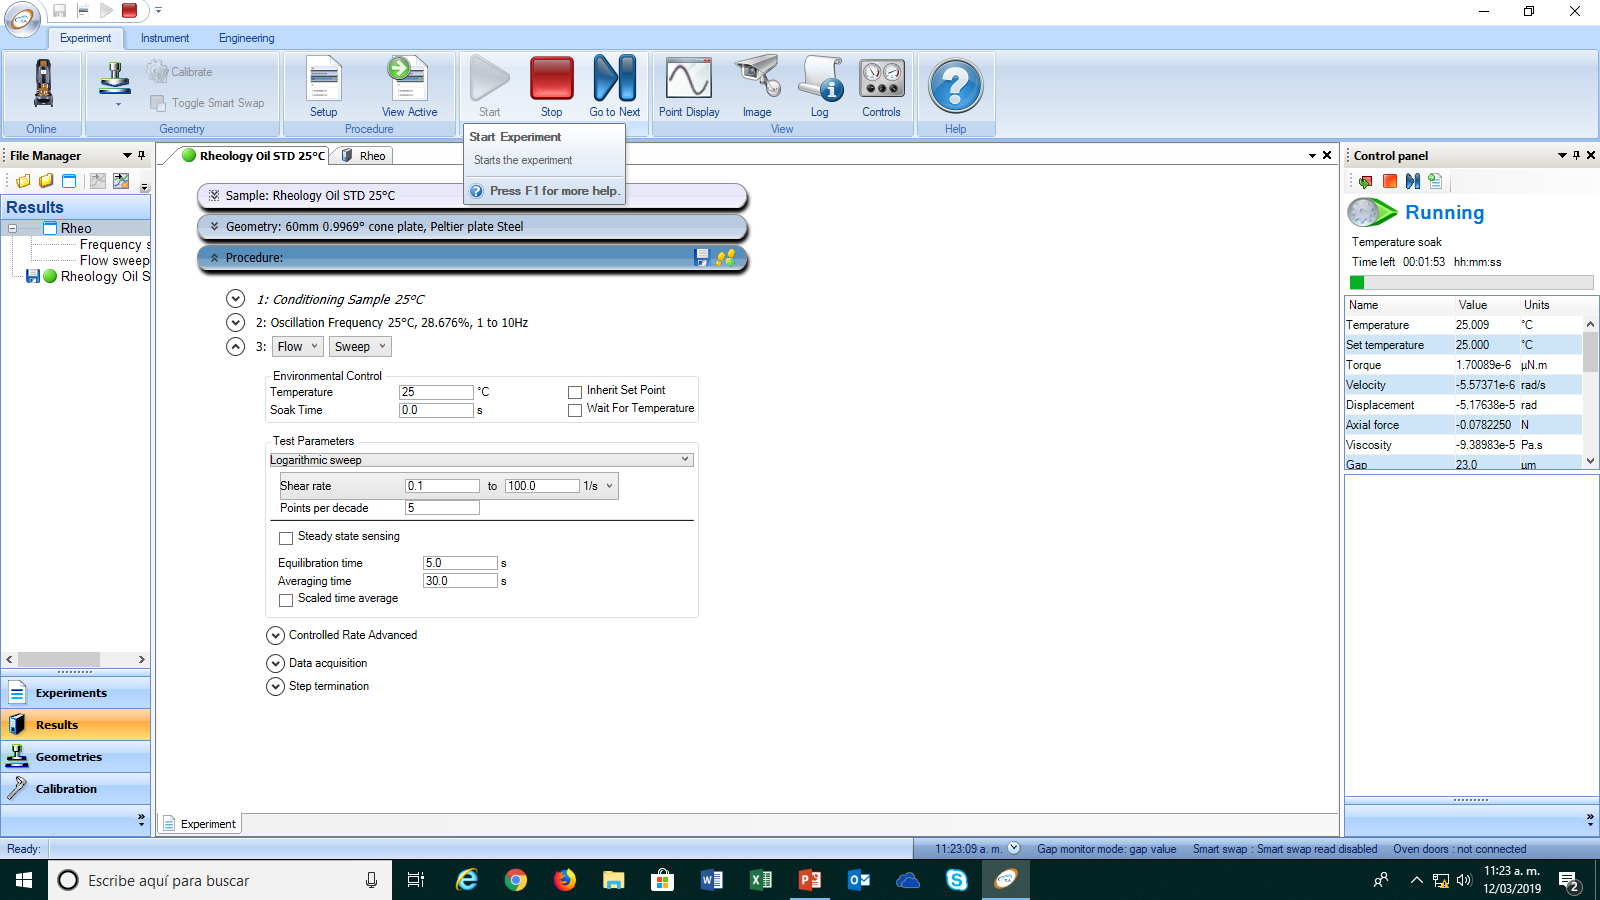 Experiment
Instrument
Engineering
Calibrate
Toggle Smart Swap
Setup
View Active
Start
Stop
Go to Next
Point Display
Image
Log
Controls
Online
Geometry
Procedure
View
Help
Start Experiment
Starts the experiment
Press F1 for more help.
File Manager
Rheology Oil STD 25°C
Rheo
Results
Rheo
Frequency s
Flow sweep
Rheology Oil S
Experiments
Results
Geometries
Calibration
Sample: Rheology Oil STD 25°C
Geometry: 60mm 0.9969° cone plate, Peltier plate Steel
Procedure:
1: Conditioning Sample 25°C
2: Oscillation Frequency 25°C, 28.676%, 1 to 10Hz
3: Flow Sweep
Environmental Control
Temperature 25 °C Inherit Set Point
Soak Time 0.0 s Wait For Temperature
Test Parameters
Logarithmic sweep
Shear rate 0.1 to 100.0 1/s
Points per decade 5
Steady state sensing
Equilibration time 5.0 s
Averaging time 30.0 s
Scaled time average
Controlled Rate Advanced
Data acquisition
Step termination
Experiment
Control panel
Running
Temperature soak
Time left 00:01:53 hh:mm:ss
Name Value Units
Temperature 25.009 °C
Set temperature 25.000 °C
Torque 1.70089e-6 µN.m
Velocity -5.57371e-6 rad/s
Displacement -5.17638e-5 rad
Axial force -0.0782250 N
Viscosity -9.38983e-5 Pa.s
Gap 23.0 µm
Ready:
11:23:09 a. m.
Gap monitor mode: gap value
Smart swap : Smart swap read disabled
Oven doors : not connected
Escribe aquí para buscar
11:23 a. m.
12/03/2019
2